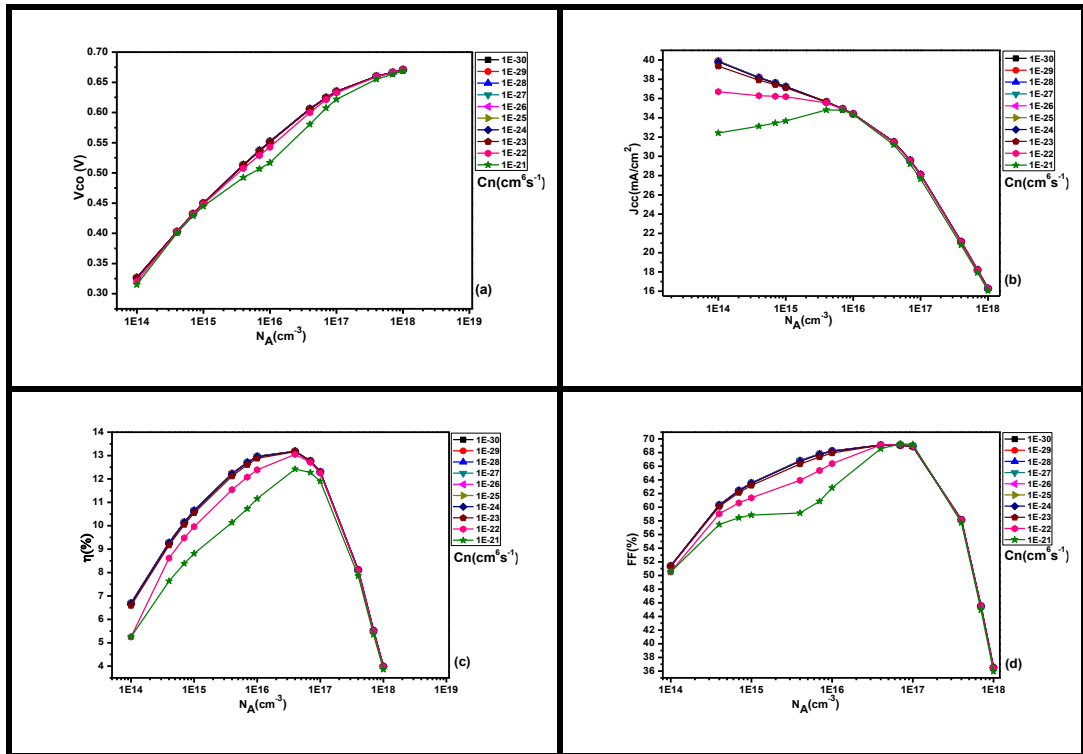 0.70
0.65
0.60
0.55
0.50
0.45
0.40
0.35
0.30
Vco (V)
1E14 1E15 1E16 1E17 1E18 1E19
N_A(cm⁻³)
1E-30
1E-29
1E-28
1E-27
1E-26
1E-25
1E-24
1E-23
1E-22
1E-21
Cn(cm⁶s⁻¹)
(a)
40
38
36
34
32
30
28
26
24
22
20
18
16
Jcc(mA/cm²)
1E14 1E15 1E16 1E17 1E18
N_A(cm⁻³)
1E-30
1E-29
1E-28
1E-27
1E-26
1E-25
1E-24
1E-23
1E-22
1E-21
Cn(cm⁶s⁻¹)
(b)
14
13
12
11
10
9
8
7
6
5
4
η(%)
1E14 1E15 1E16 1E17 1E18 1E19
N_A(cm⁻³)
1E-30
1E-29
1E-28
1E-27
1E-26
1E-25
1E-24
1E-23
1E-22
1E-21
Cn(cm⁶s⁻¹)
(c)
70
68
66
64
62
60
58
56
54
52
50
48
46
44
42
40
38
36
FF(%)
1E14 1E15 1E16 1E17 1E18
N_A(cm⁻³)
1E-30
1E-29
1E-28
1E-27
1E-26
1E-25
1E-24
1E-23
1E-22
1E-21
Cn(cm⁶s⁻¹)
(d)